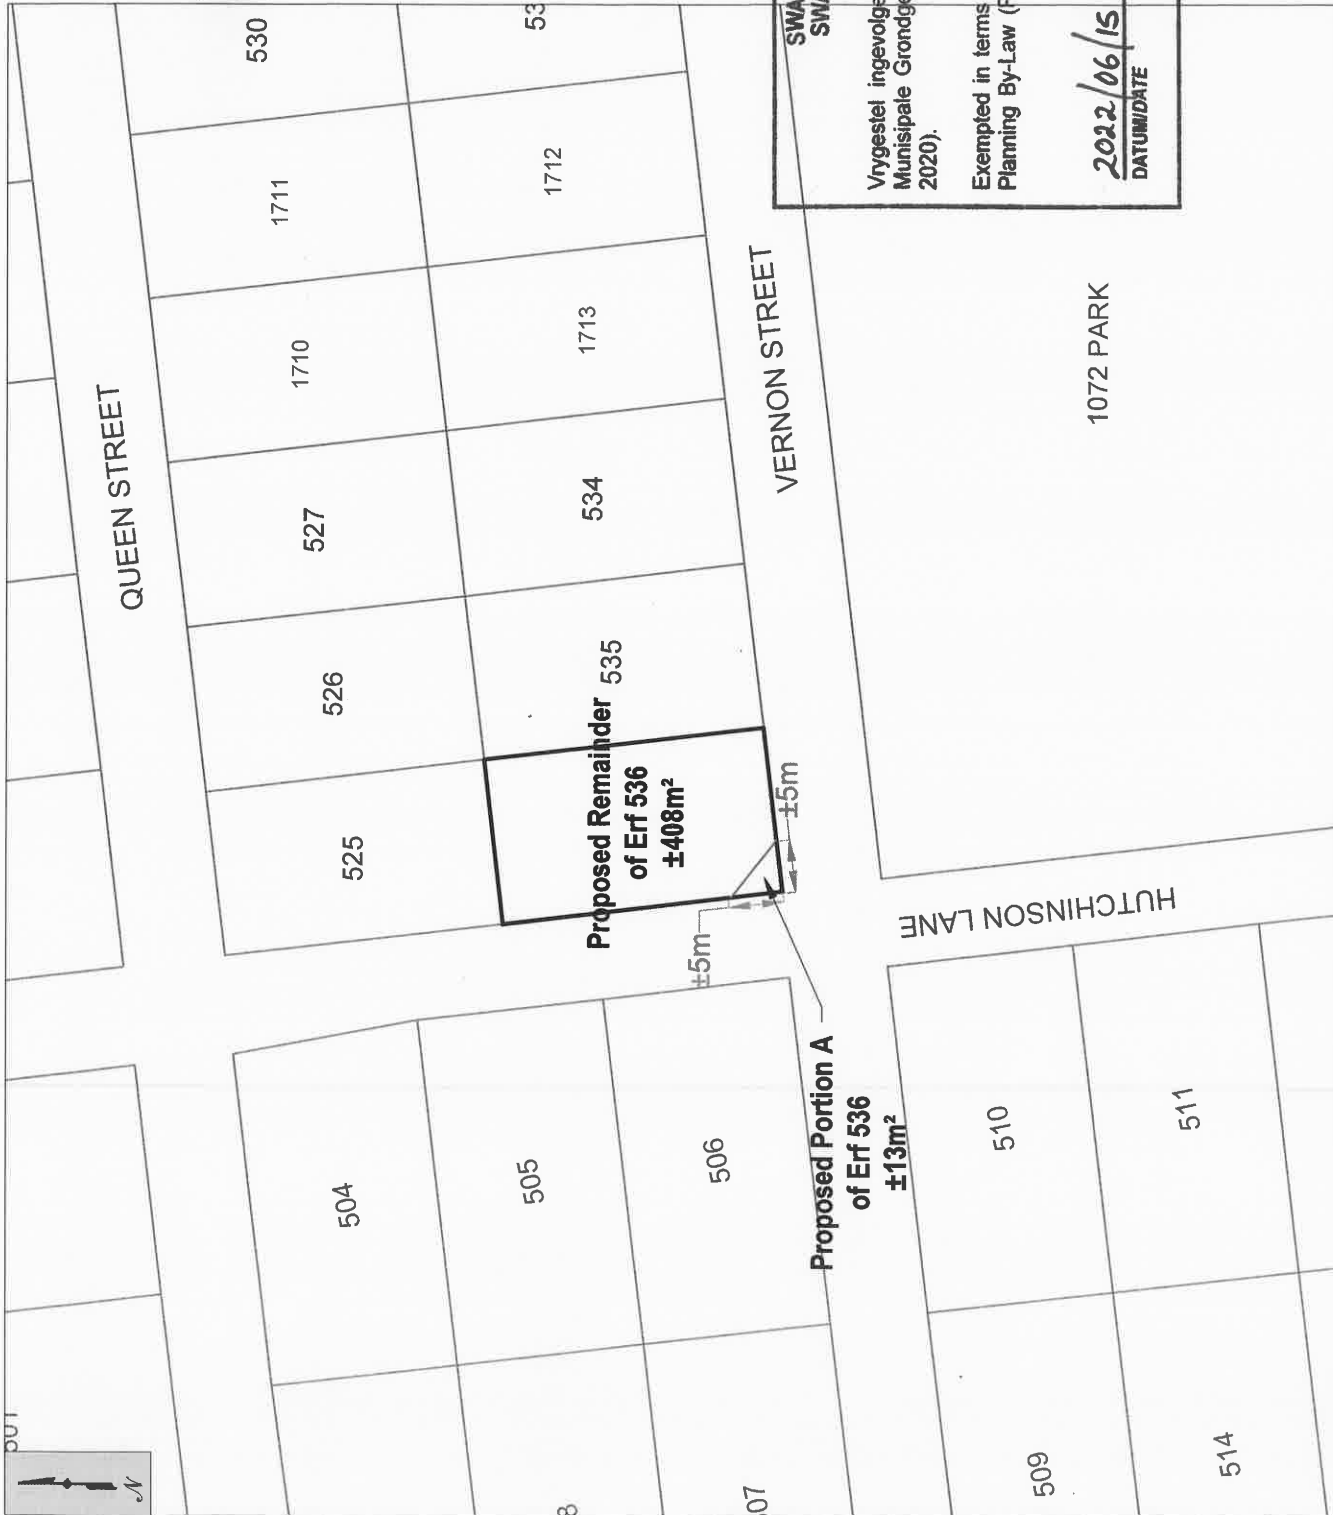 530
1711
1712
QUEEN STREET
1710
1713
527
534
VERNON STREET
526
535
525
Proposed Remainder
of Erf 536
±408m²
±5m
±5m
Proposed Portion A
of Erf 536
±13m²
HUTCHINSON LANE
1072 PARK
504
505
506
510
511
509
514
N
Vrygestel ingevolge
Munisipale Grondge
2020).
Exempted in terms
Planning By-Law (
2022/06/15
DATUM/DATE